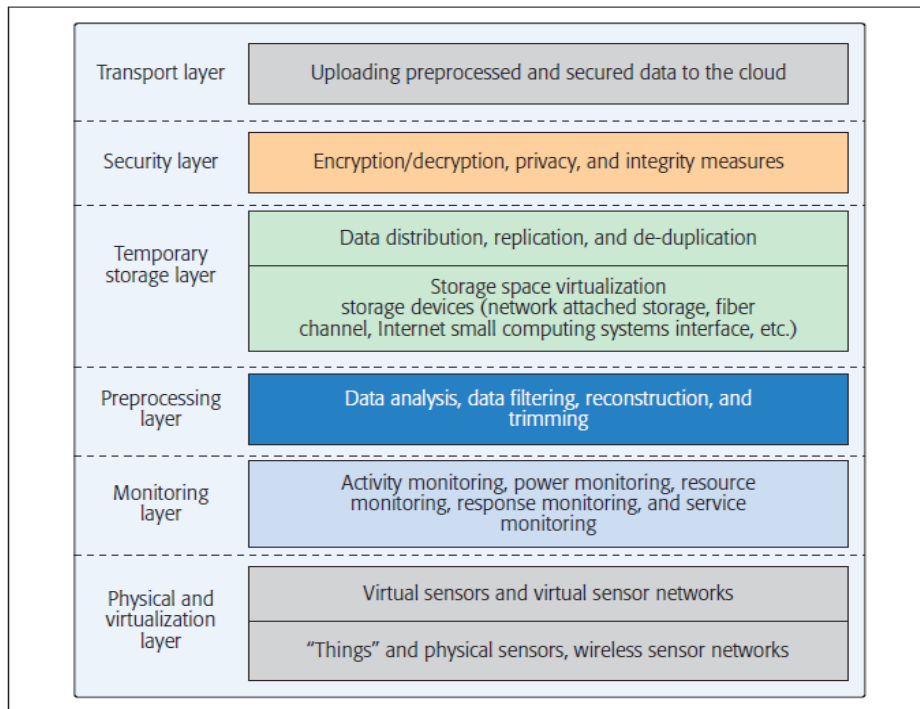 Transport layer
Uploading preprocessed and secured data to the cloud
Security layer
Encryption/decryption, privacy, and integrity measures
Temporary
storage layer
Data distribution, replication, and de-duplication
Storage space virtualization
storage devices (network attached storage, fiber
channel, Internet small computing systems interface, etc.)
Preprocessing
layer
Data analysis, data filtering, reconstruction, and
trimming
Monitoring
layer
Activity monitoring, power monitoring, resource
monitoring, response monitoring, and service
monitoring
Physical and
virtualization
layer
Virtual sensors and virtual sensor networks
“Things” and physical sensors, wireless sensor networks